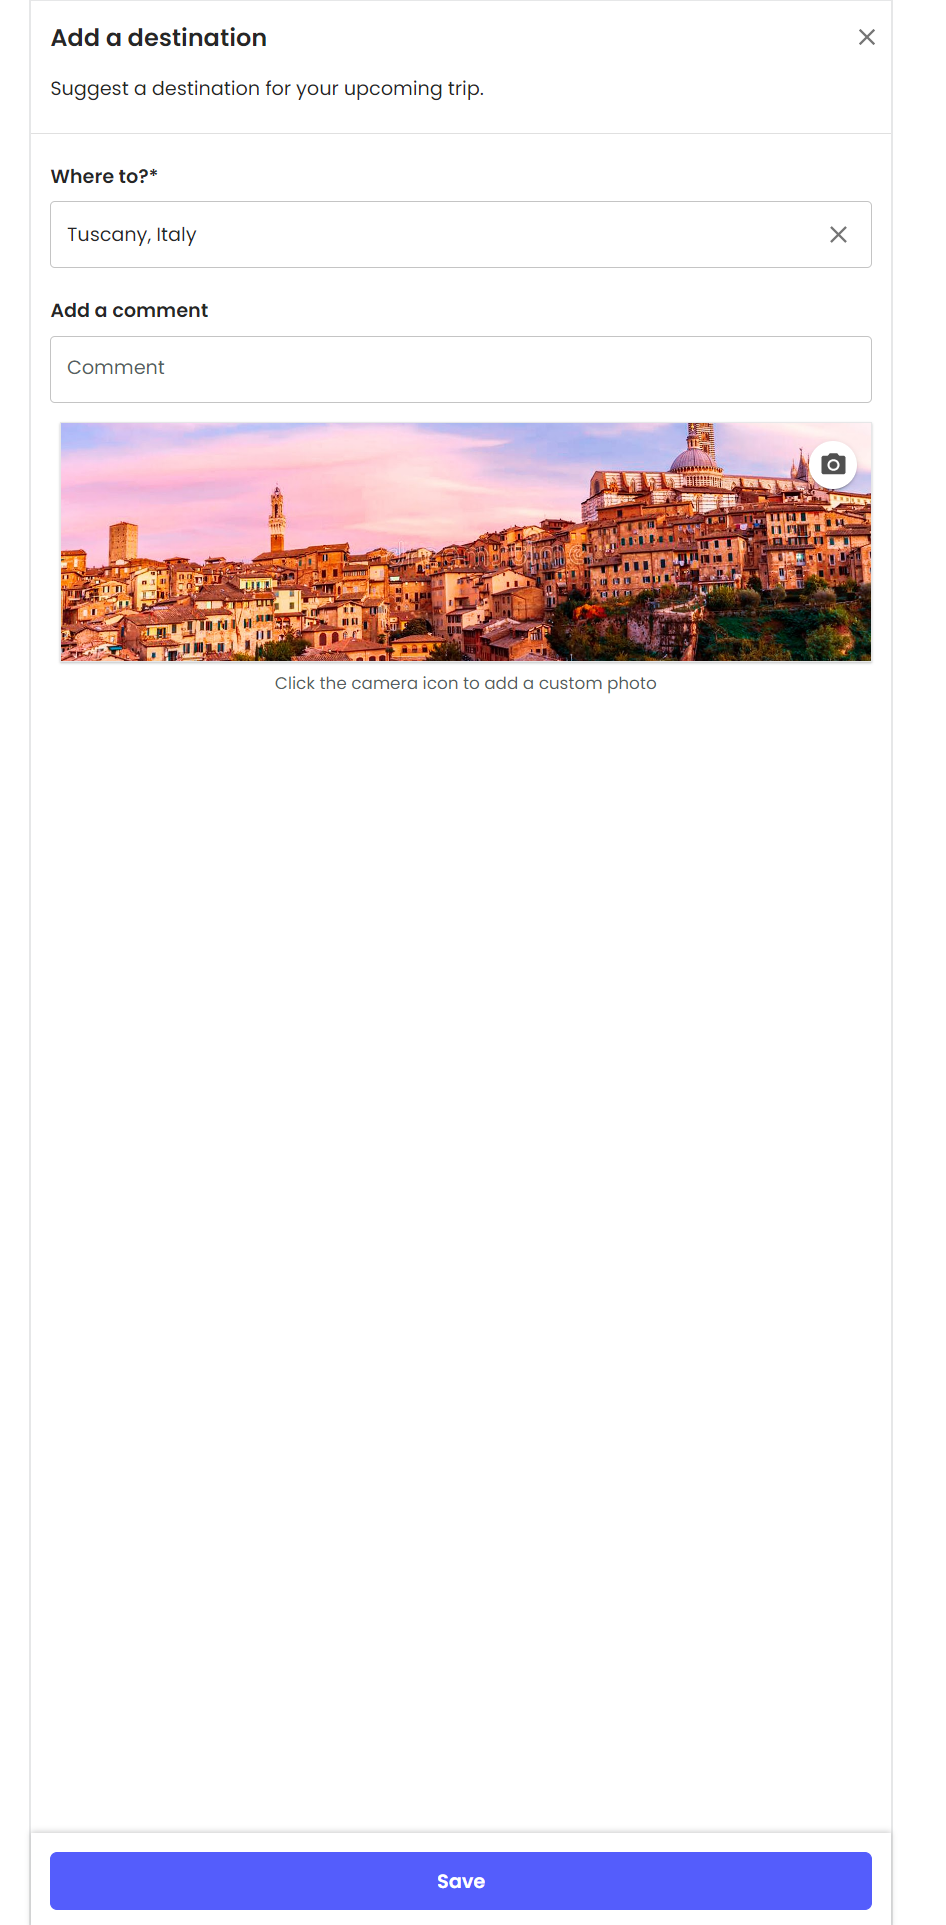 Add a destination
Suggest a destination for your upcoming trip.
Where to?*
Tuscany, Italy
Add a comment
Comment
Click the camera icon to add a custom photo
Save